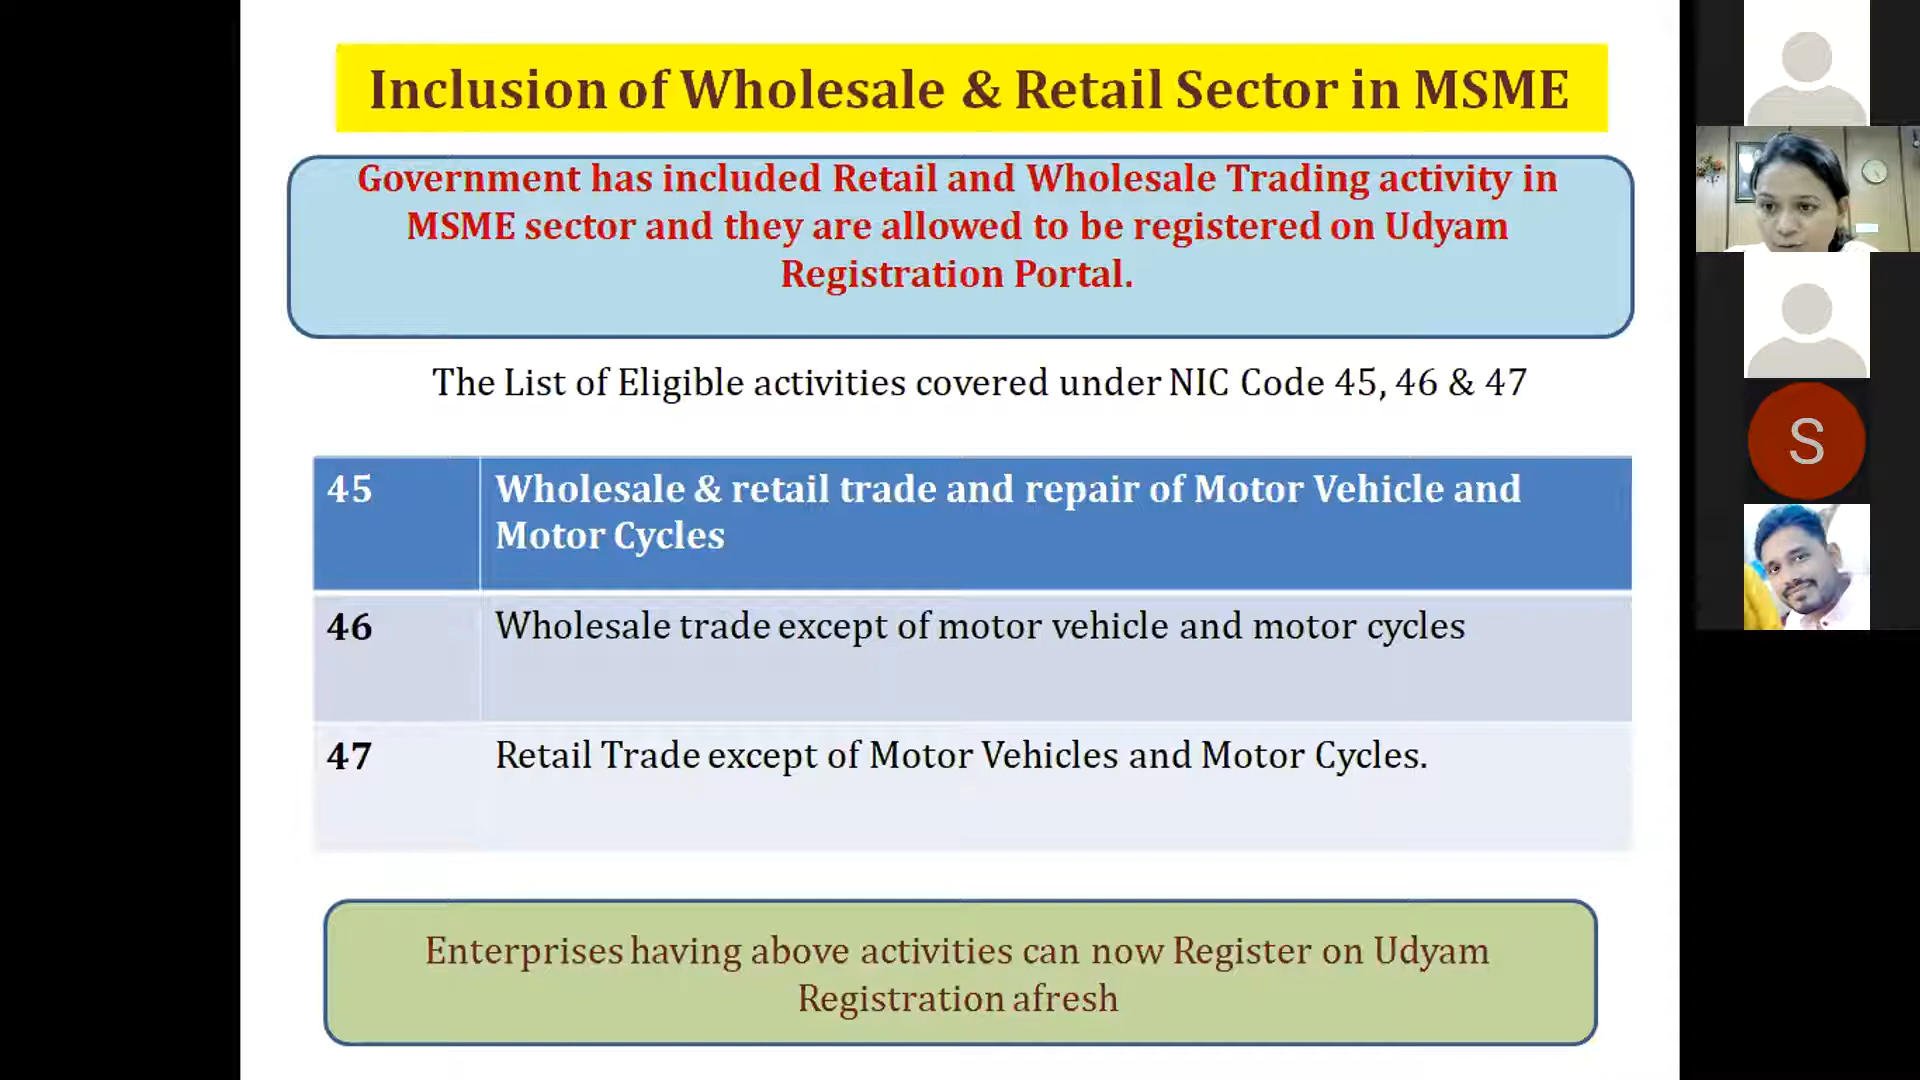 Inclusion of Wholesale & Retail Sector in MSME
Government has included Retail and Wholesale Trading activity in
MSME sector and they are allowed to be registered on Udyam
Registration Portal.
The List of Eligible activities covered under NIC Code 45, 46 & 47
45 Wholesale & retail trade and repair of Motor Vehicle and
Motor Cycles
46 Wholesale trade except of motor vehicle and motor cycles
47 Retail Trade except of Motor Vehicles and Motor Cycles.
Enterprises having above activities can now Register on Udyam
Registration afresh
S